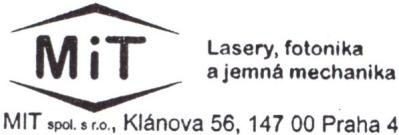 MiT
Lasery, fotonika
a jemná mechanika
MIT spol. s r.o., Klánova 56, 147 00 Praha 4